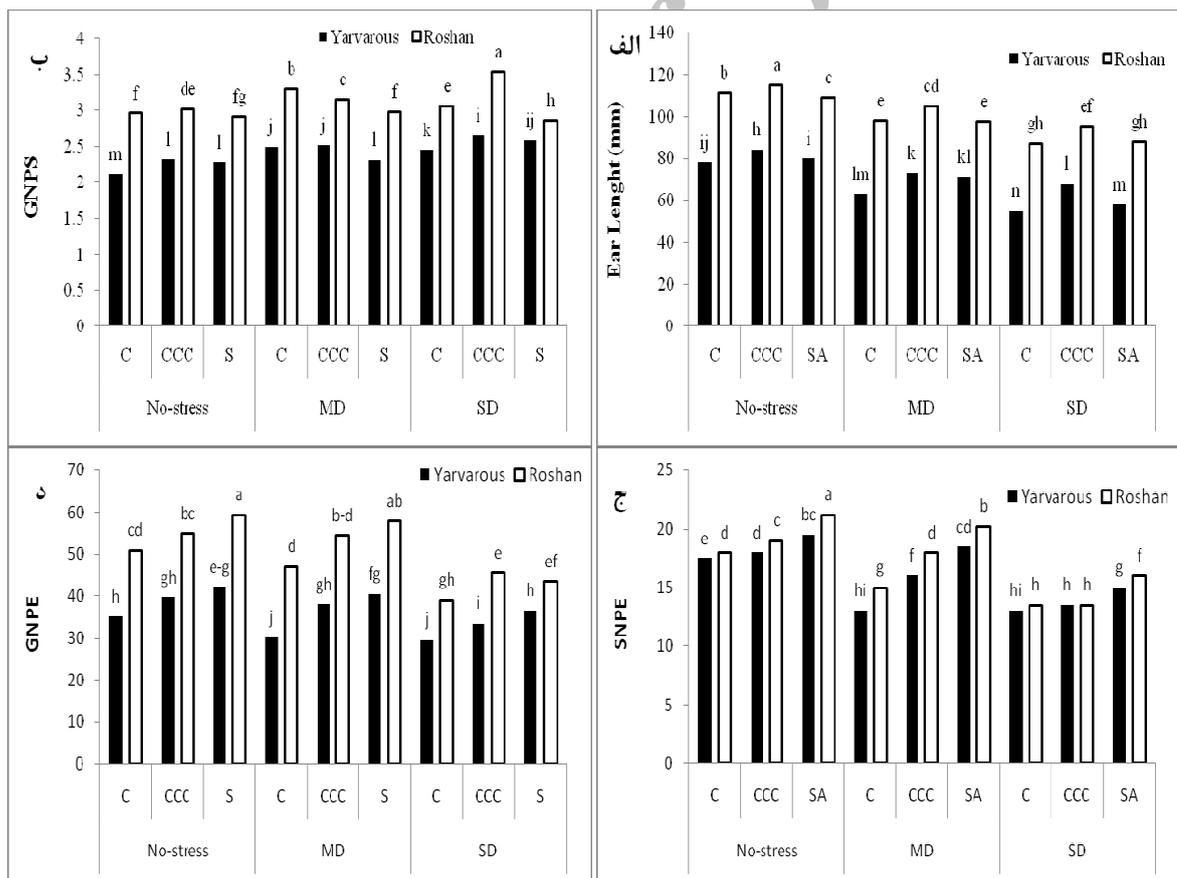 GNPS
Yarvarous Roshan
4
3.5
3
2.5
2
1.5
1
0.5
0
m f l de l fg j b j c l f k e i a ij h
C CCC S C CCC S C CCC S
No-stress MD SD
الف
Ear Lenght (mm)
Yarvarous Roshan
140
120
100
80
60
40
20
0
ij b h a i c lm e k cd kl e n gh l ef m gh
C CCC SA C CCC SA C CCC SA
No-stress MD SD
GNPE
Yarvarous Roshan
70
60
50
40
30
20
10
0
h cd gh bc e-g a j d gh b-d fg ab j gh i e h ef
C CCC S C CCC S C CCC S
No-stress MD SD
ج
SNPE
Yarvarous Roshan
25
20
15
10
5
0
e d d c bc a hi g f d cd b hi h h h g f
C CCC SA C CCC SA C CCC SA
No-stress MD SD